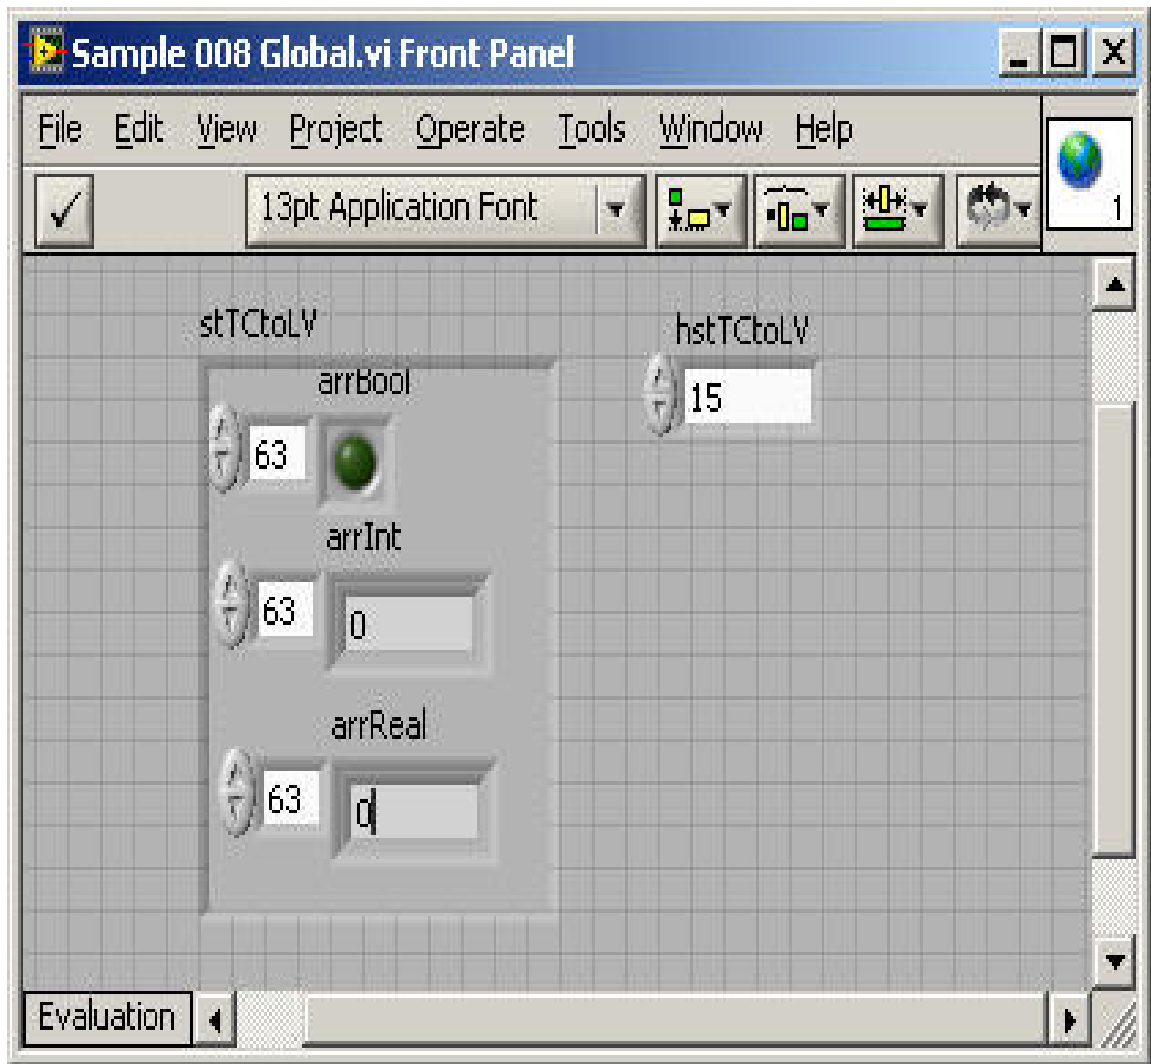 Sample 008 Global.vi Front Panel
File Edit View Project Operate Tools Window Help
13pt Application Font
1
stTCtoLV
hstTCtoLV
15
arrBool
63
arrInt
63
0
arrReal
63
0
Evaluation